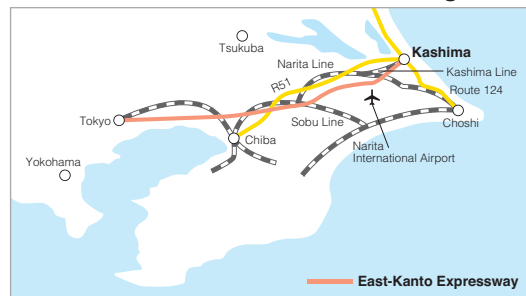 Tsukuba
Kashima
Narita Line
Kashima Line
R51
Route 124
Tokyo
Sobu Line
Choshi
Chiba
Narita
International Airport
Yokohama
East-Kanto Expressway